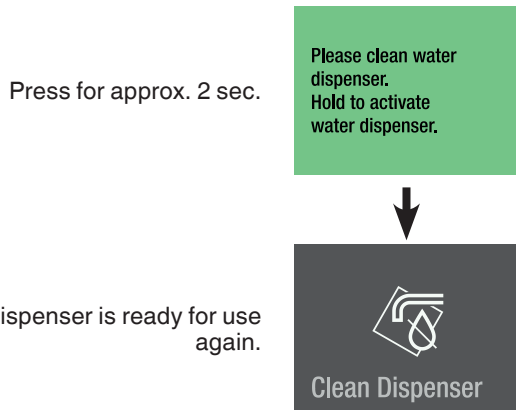 Press for approx. 2 sec.
Please clean water
dispenser.
Hold to activate
water dispenser.
ispenser is ready for use
again.
Clean Dispenser